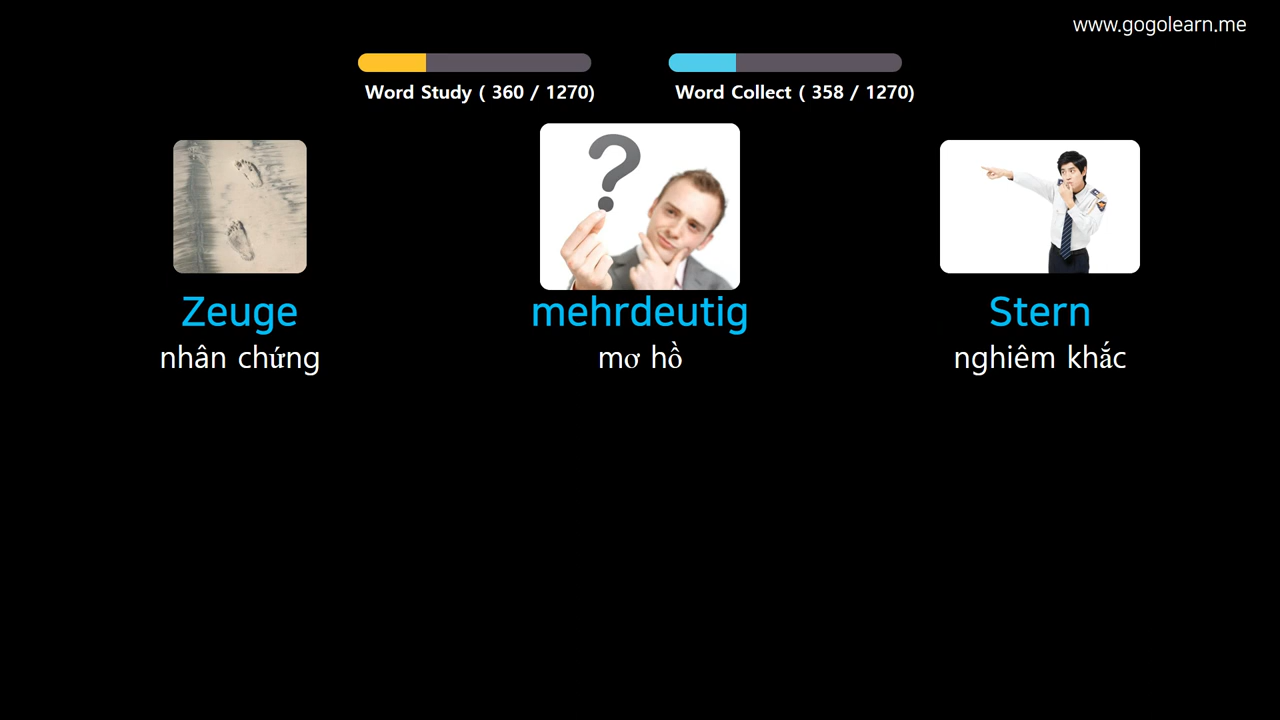 www.gogolearn.me
Word Study ( 360 / 1270)
Word Collect ( 358 / 1270)
Zeuge
nhân chứng
mehrdeutig
mơ hồ
Stern
nghiêm khắc